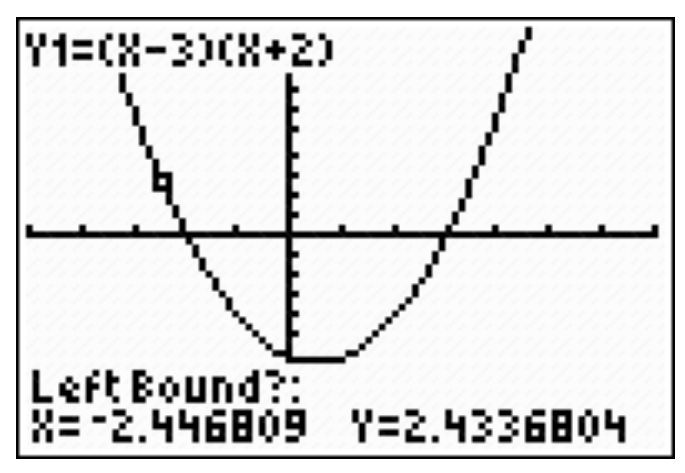 Y1=(X-3)(X+2)
Left Bound?:
X=-2.446809 Y=2.4336804